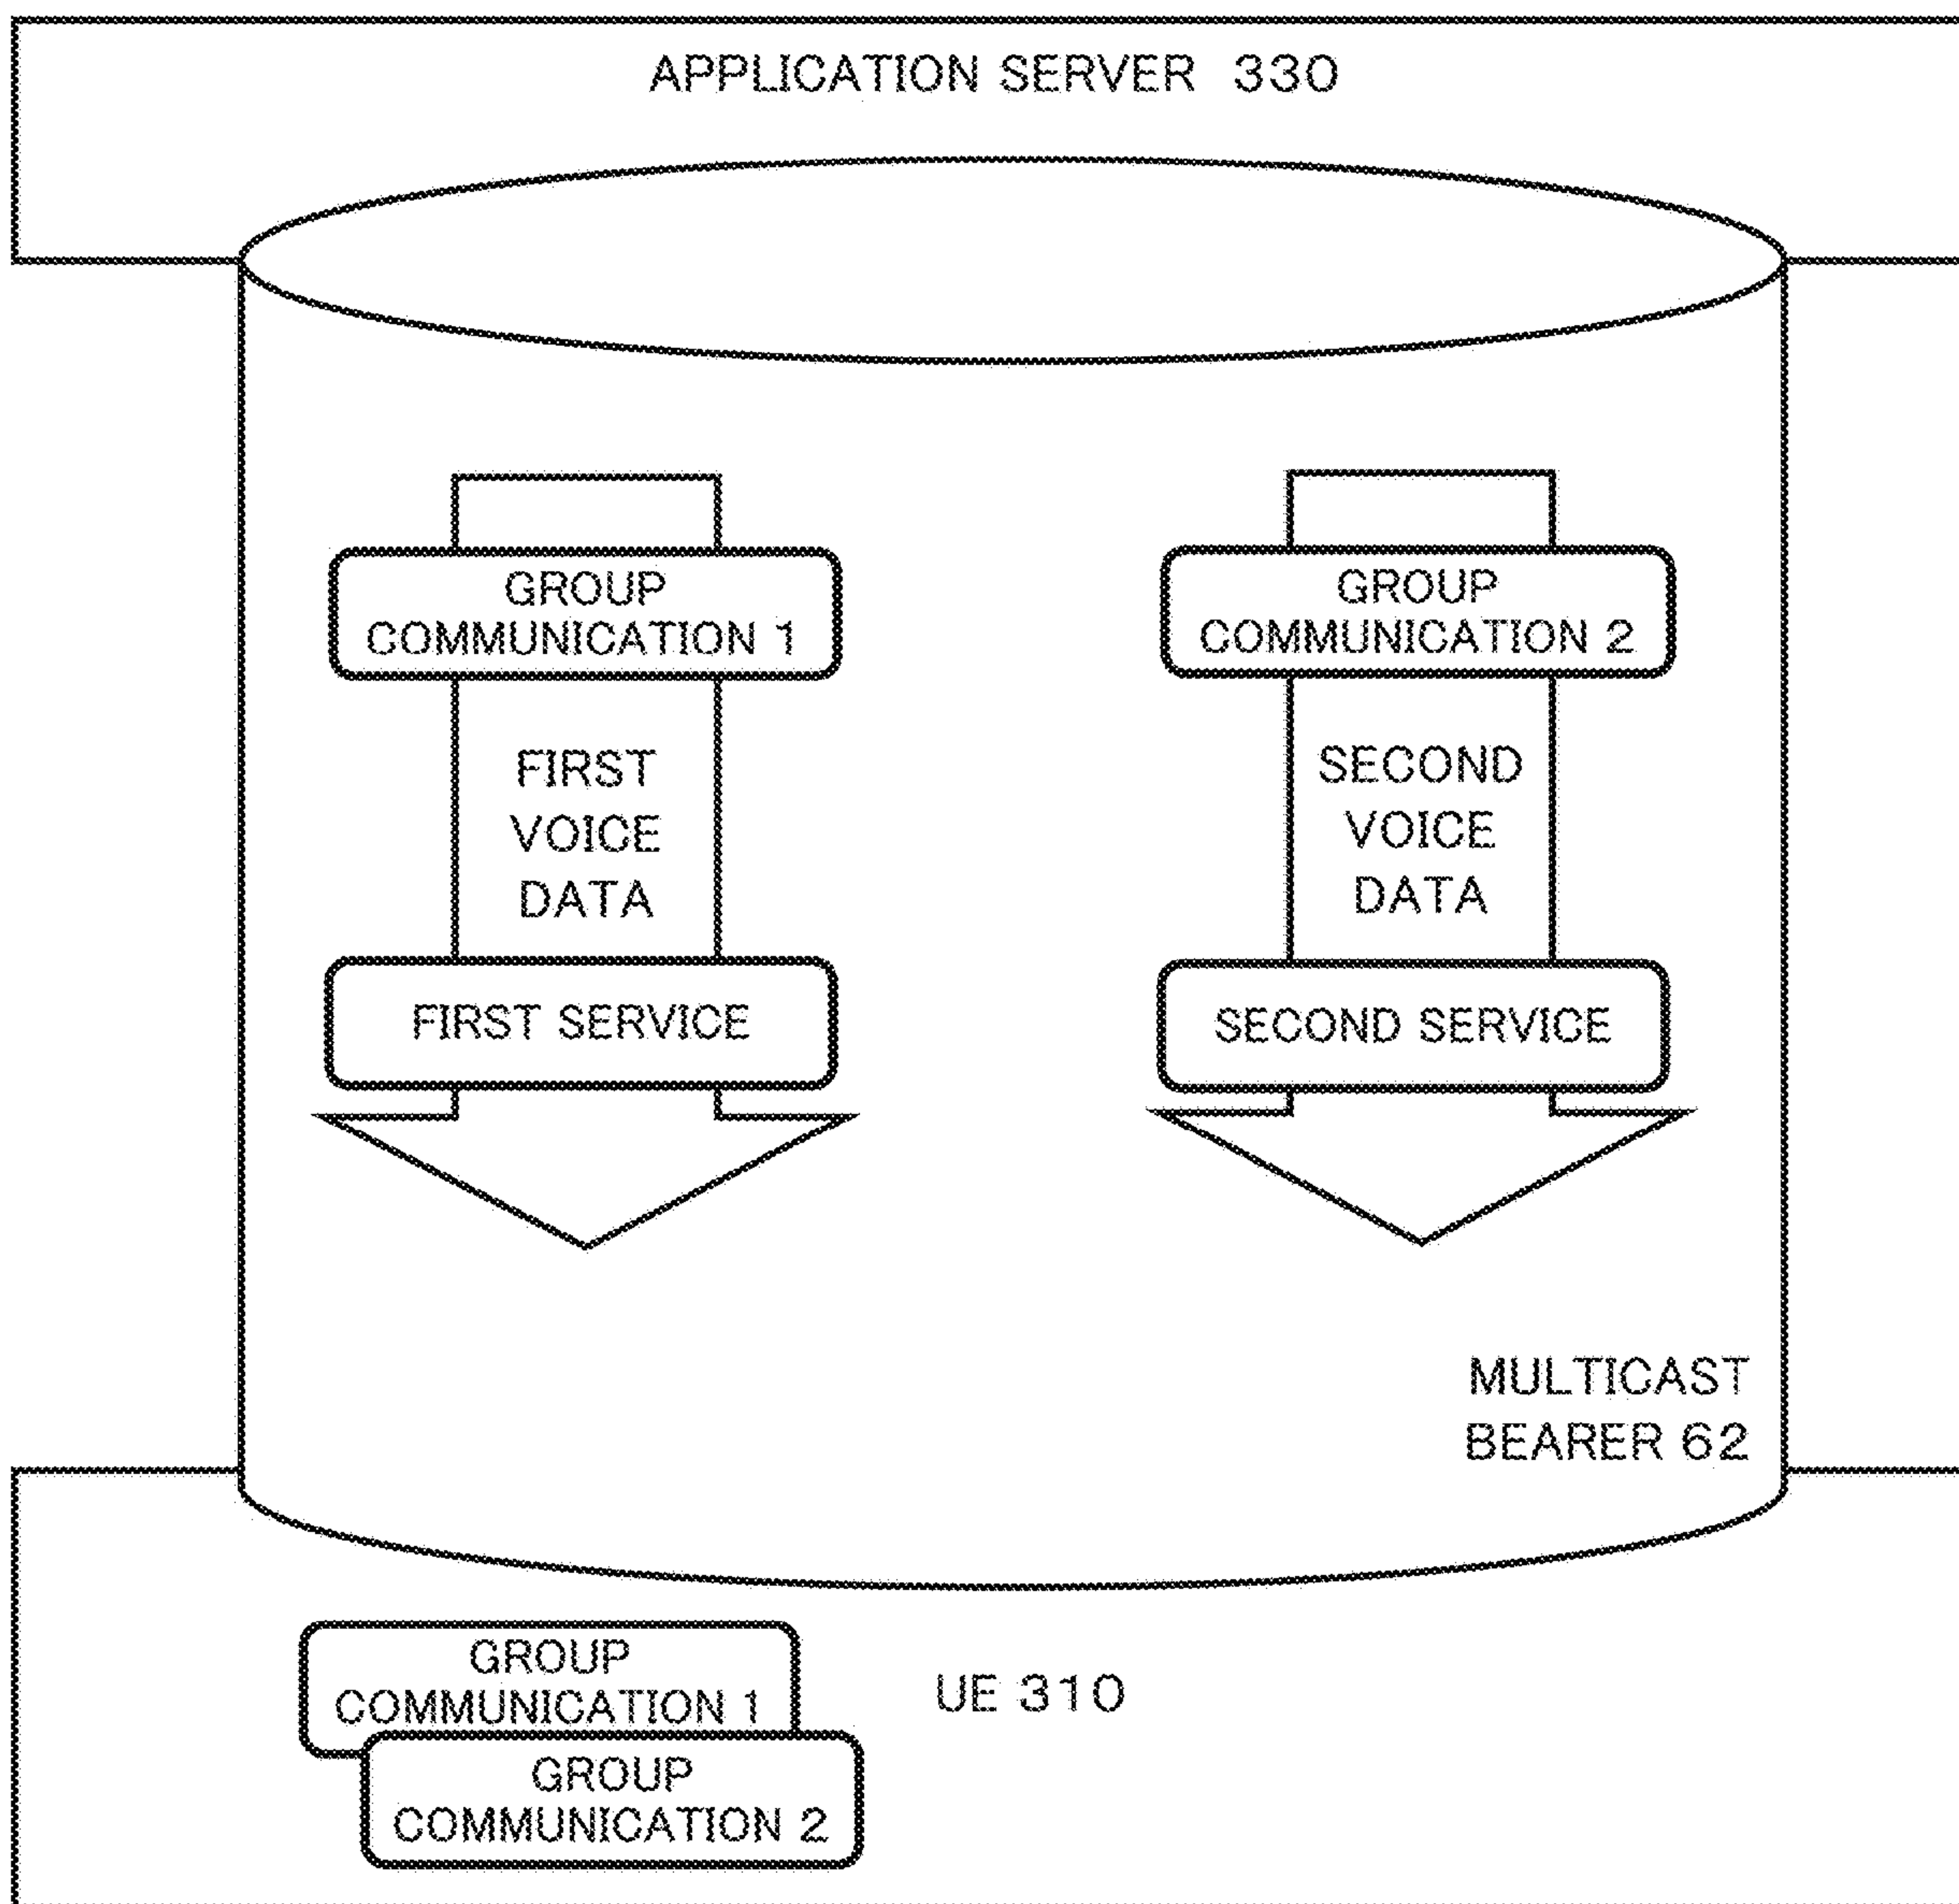 APPLICATION SERVER 330
GROUP
COMMUNICATION 1
FIRST
VOICE
DATA
FIRST SERVICE
GROUP
COMMUNICATION 2
SECOND
VOICE
DATA
SECOND SERVICE
MULTICAST
BEARER 62
GROUP
COMMUNICATION 1
GROUP
COMMUNICATION 2
UE 310